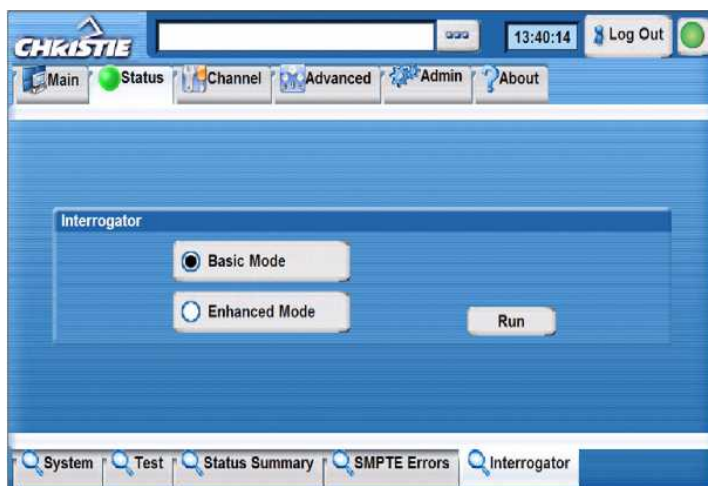 CHRISTIE
13:40:14
Log Out
Main
Status
Channel
Advanced
Admin
About
Interrogator
Basic Mode
Enhanced Mode
Run
System
Test
Status Summary
SMPTE Errors
Interrogator